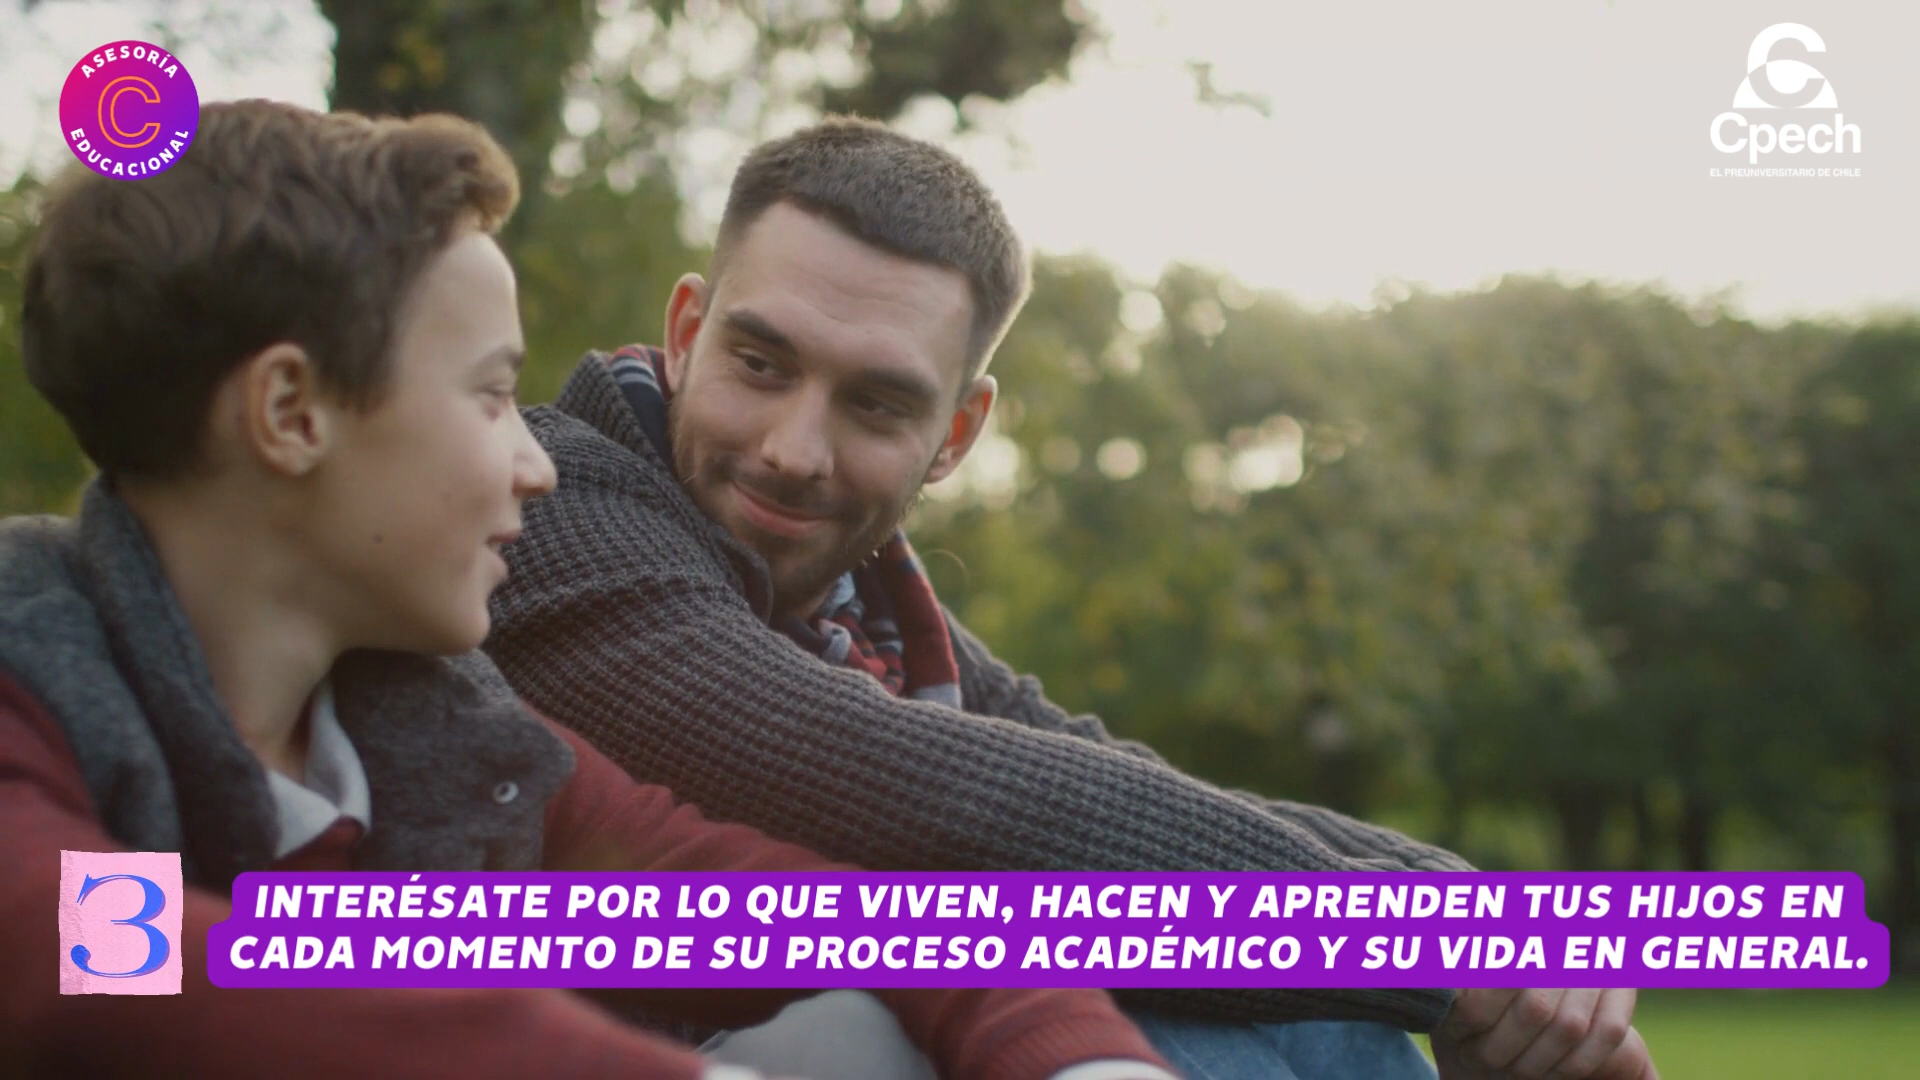 ASESORÍA
C
EDUCACIONAL
Cpech
EL PREUNIVERSITARIO DE CHILE
3
INTERÉSATE POR LO QUE VIVEN, HACEN Y APRENDEN TUS HIJOS EN
CADA MOMENTO DE SU PROCESO ACADÉMICO Y SU VIDA EN GENERAL.